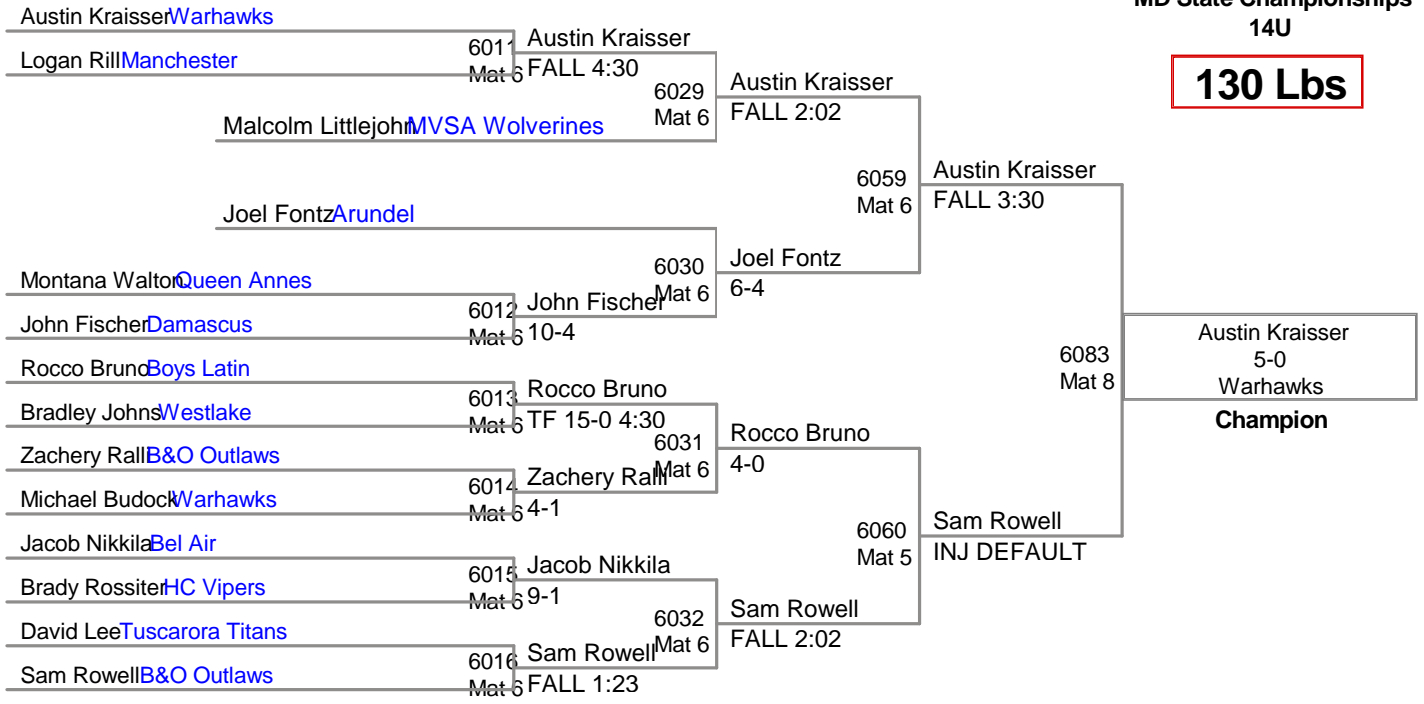 MD State Championships
14U
130 Lbs
Austin Kraisser Warhawks
Logan Rill Manchester
6011
Mat 6
Austin Kraisser
FALL 4:30
Malcolm Littlejohn MVSA Wolverines
6029
Mat 6
Austin Kraisser
FALL 2:02
Joel Fontz Arundel
Montana Walton Queen Annes
John Fischer Damascus
6012
Mat 6
John Fischer
10-4
6030
Mat 6
Joel Fontz
6-4
6059
Mat 6
Austin Kraisser
FALL 3:30
Rocco Bruno Boys Latin
Bradley Johns Westlake
6013
Mat 6
Rocco Bruno
TF 15-0 4:30
Zachery Ralli B&O Outlaws
Michael Budock Warhawks
6014
Mat 6
Zachery Ralli
4-1
6031
Mat 6
Rocco Bruno
4-0
Jacob Nikkila Bel Air
Brady Rossiter HC Vipers
6015
Mat 6
Jacob Nikkila
9-1
David Lee Tuscarora Titans
Sam Rowell B&O Outlaws
6016
Mat 6
Sam Rowell
FALL 1:23
6032
Mat 6
Sam Rowell
FALL 2:02
6060
Mat 5
Sam Rowell
INJ DEFAULT
6083
Mat 8
Austin Kraisser
5-0
Warhawks
Champion